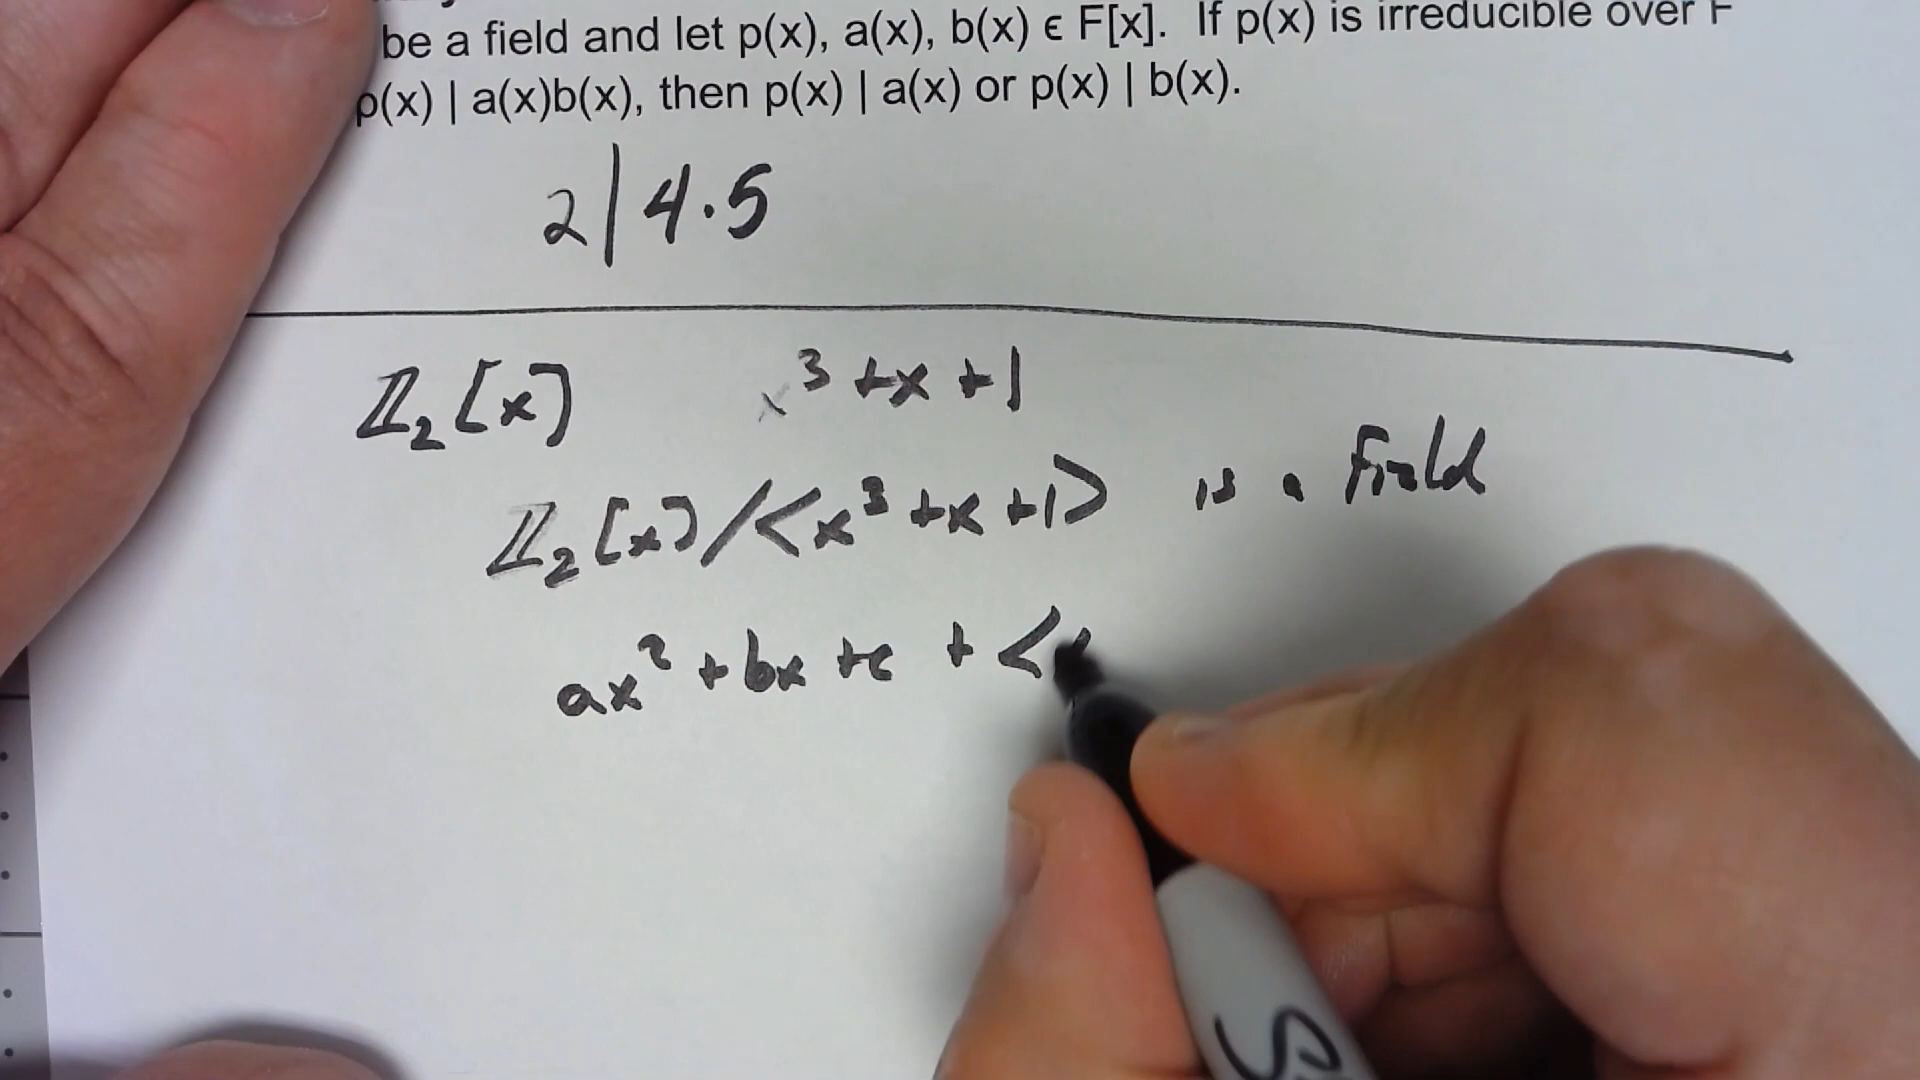 be a field and let p(x), a(x), b(x) ϵ F[x]. If p(x) is irreducible over F
p(x) | a(x)b(x), then p(x) | a(x) or p(x) | b(x).
2 | 4·5
ℤ₂[x] x³ + x + 1
ℤ₂[x]/<x³ + x + 1> is a field
ax² + bx + c + <